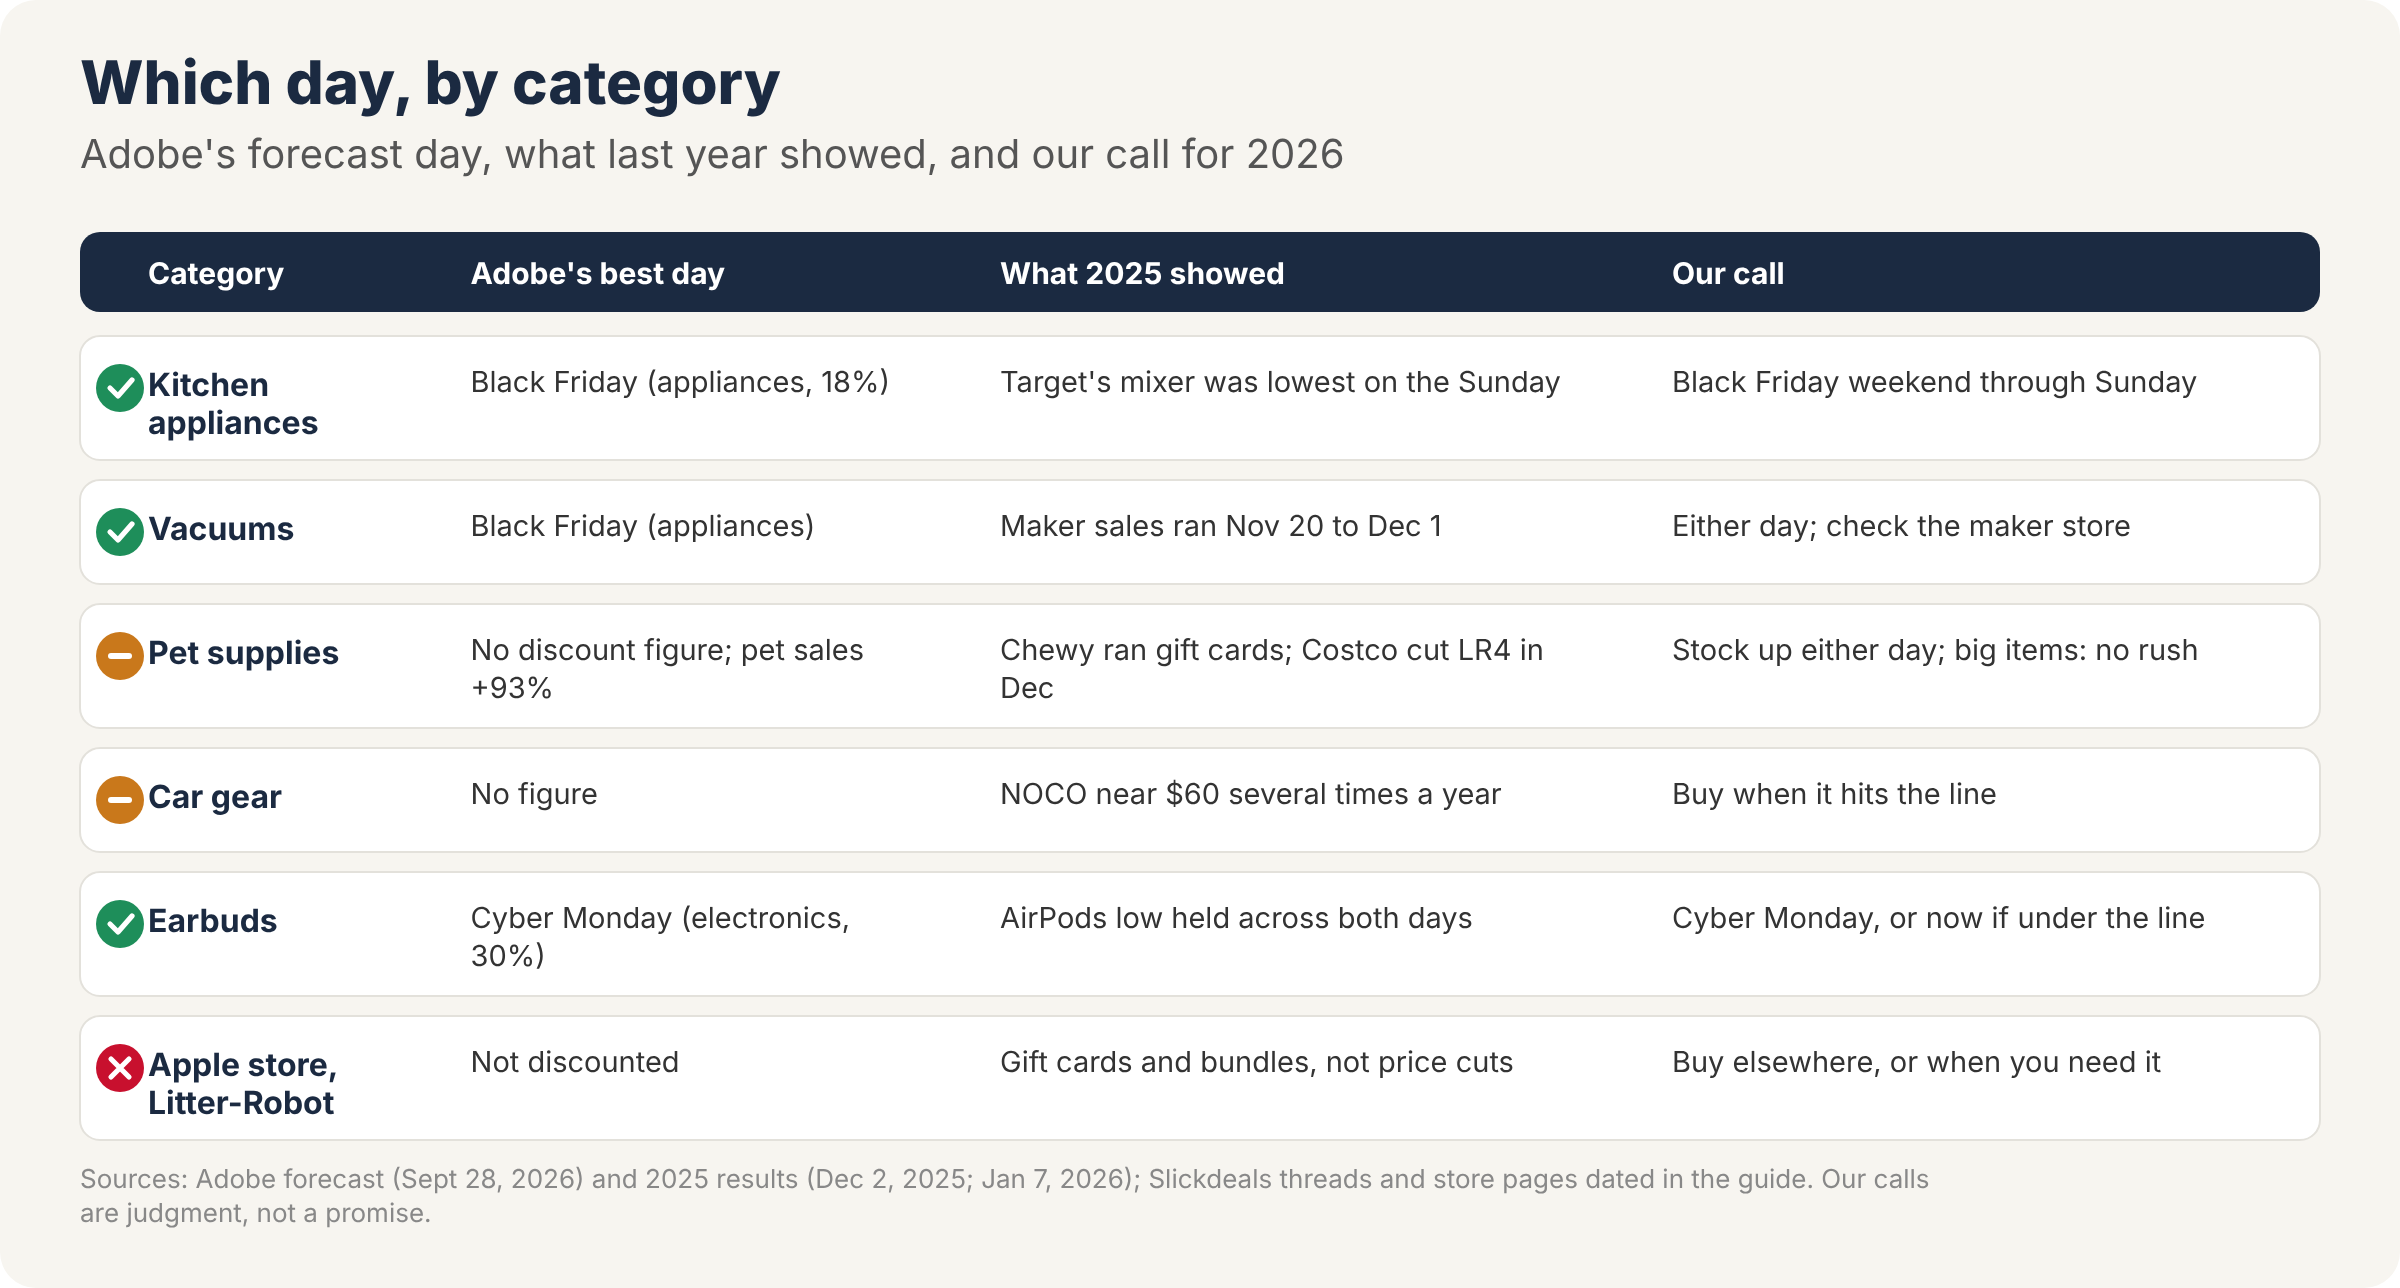 Which day, by category
Adobe's forecast day, what last year showed, and our call for 2026
Category Adobe's best day What 2025 showed Our call
Kitchen appliances Black Friday (appliances, 18%) Target's mixer was lowest on the Sunday Black Friday weekend through Sunday
Vacuums Black Friday (appliances) Maker sales ran Nov 20 to Dec 1 Either day; check the maker store
Pet supplies No discount figure; pet sales +93% Chewy ran gift cards; Costco cut LR4 in Dec Stock up either day; big items: no rush
Car gear No figure NOCO near $60 several times a year Buy when it hits the line
Earbuds Cyber Monday (electronics, 30%) AirPods low held across both days Cyber Monday, or now if under the line
Apple store, Litter-Robot Not discounted Gift cards and bundles, not price cuts Buy elsewhere, or when you need it
Sources: Adobe forecast (Sept 28, 2026) and 2025 results (Dec 2, 2025; Jan 7, 2026); Slickdeals threads and store pages dated in the guide. Our calls
are judgment, not a promise.